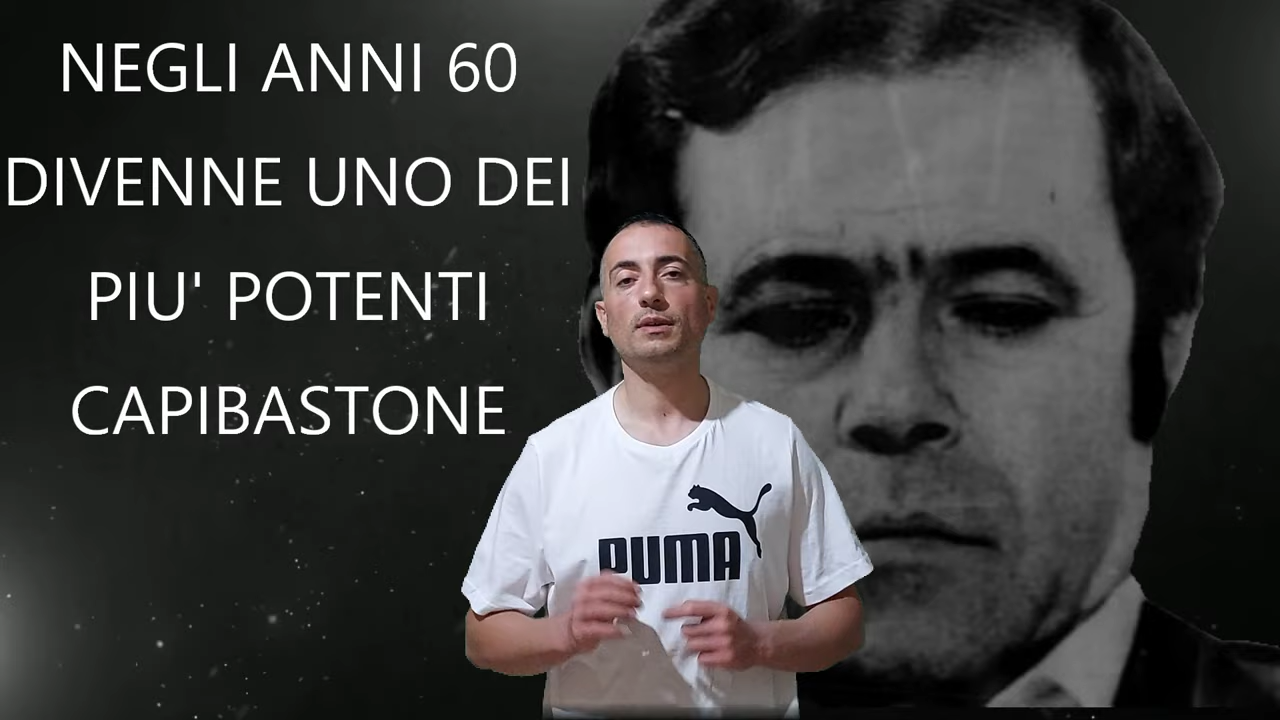 NEGLI ANNI 60
DIVENNE UNO DEI
PIU' POTENTI
CAPIBASTONE
PUMA